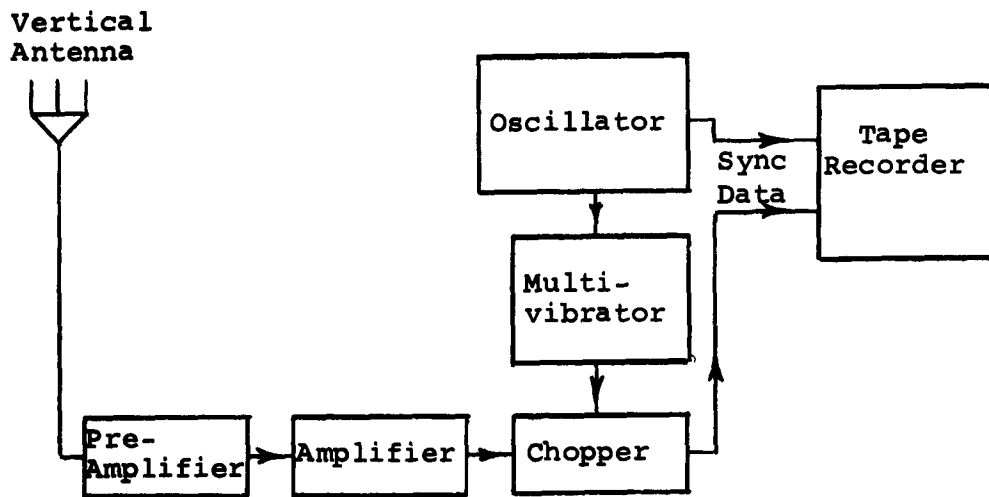 Vertical
Antenna
Oscillator
Tape
Recorder
Sync
Data
Multi-
vibrator
Pre-
Amplifier
Amplifier
Chopper